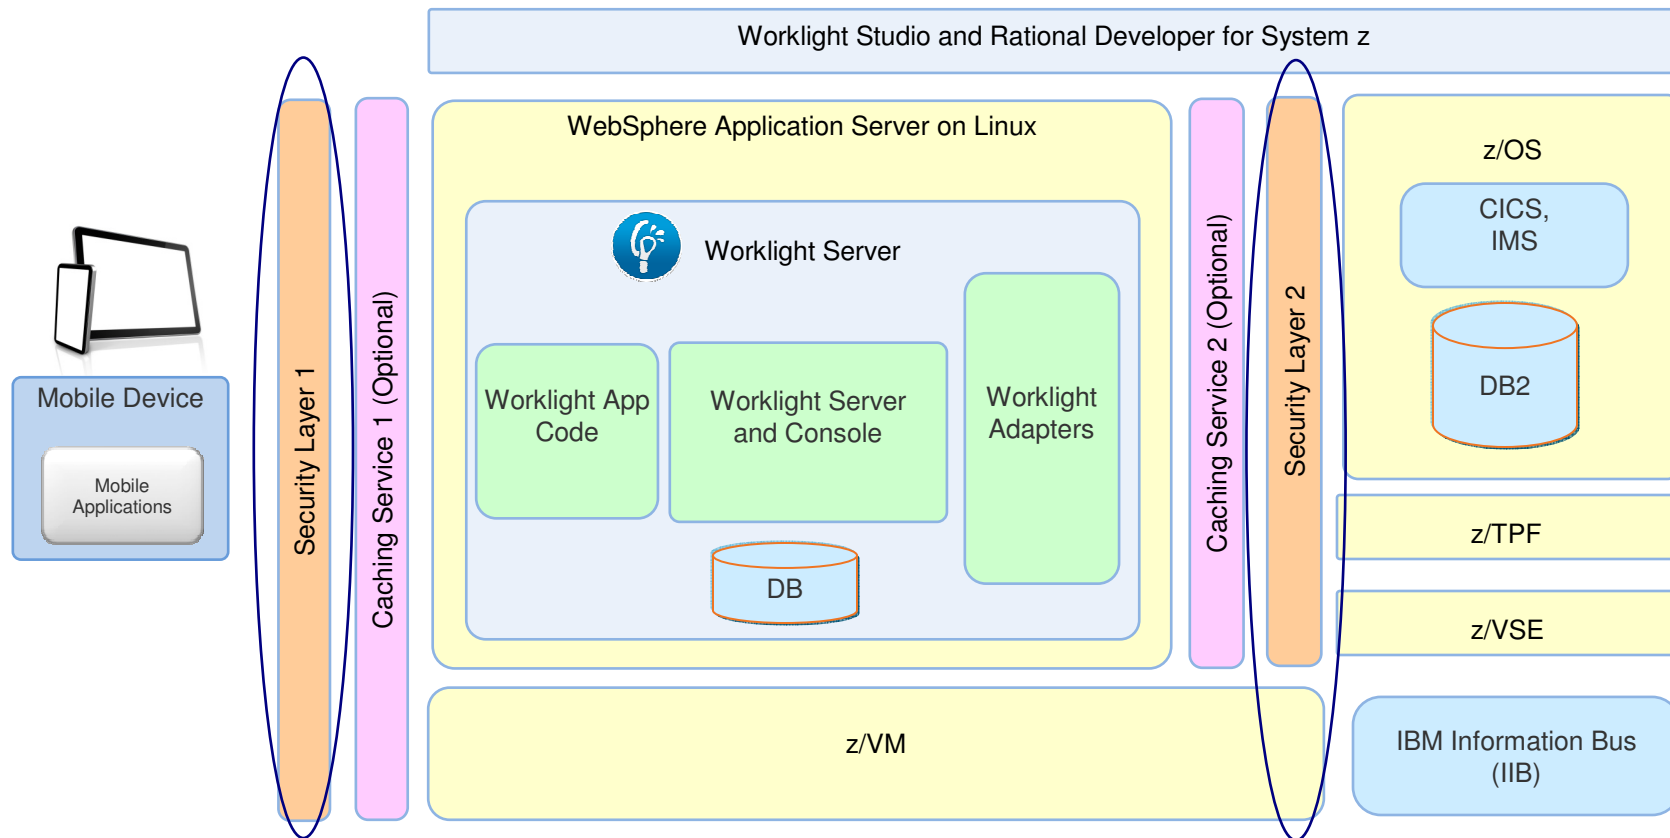 Worklight Studio and Rational Developer for System z
Mobile Device
Mobile
Applications
Security Layer 1
Caching Service 1 (Optional)
WebSphere Application Server on Linux
Worklight Server
Worklight App
Code
Worklight Server
and Console
Worklight
Adapters
DB
Caching Service 2 (Optional)
Security Layer 2
z/OS
CICS,
IMS
DB2
z/TPF
z/VSE
z/VM
IBM Information Bus
(IIB)